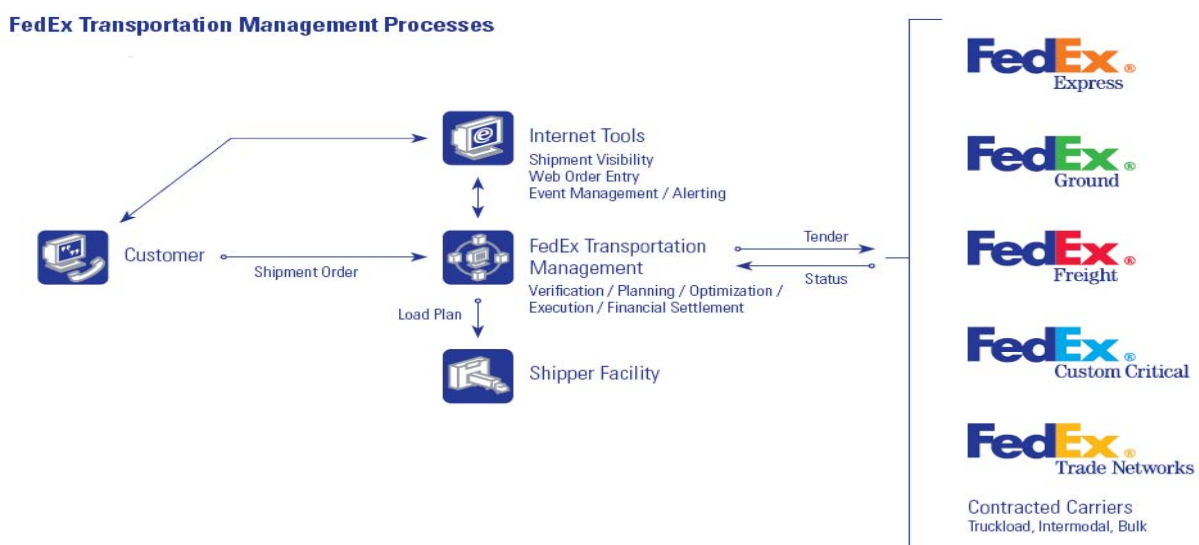 FedEx Transportation Management Processes
Internet Tools
Shipment Visibility
Web Order Entry
Event Management / Alerting
Customer
Shipment Order
FedEx Transportation
Management
Verification / Planning / Optimization /
Execution / Financial Settlement
Load Plan
Shipper Facility
Tender
Status
FedEx®
Express
FedEx®
Ground
FedEx®
Freight
FedEx®
Custom Critical
FedEx®
Trade Networks
Contracted Carriers
Truckload, Intermodal, Bulk